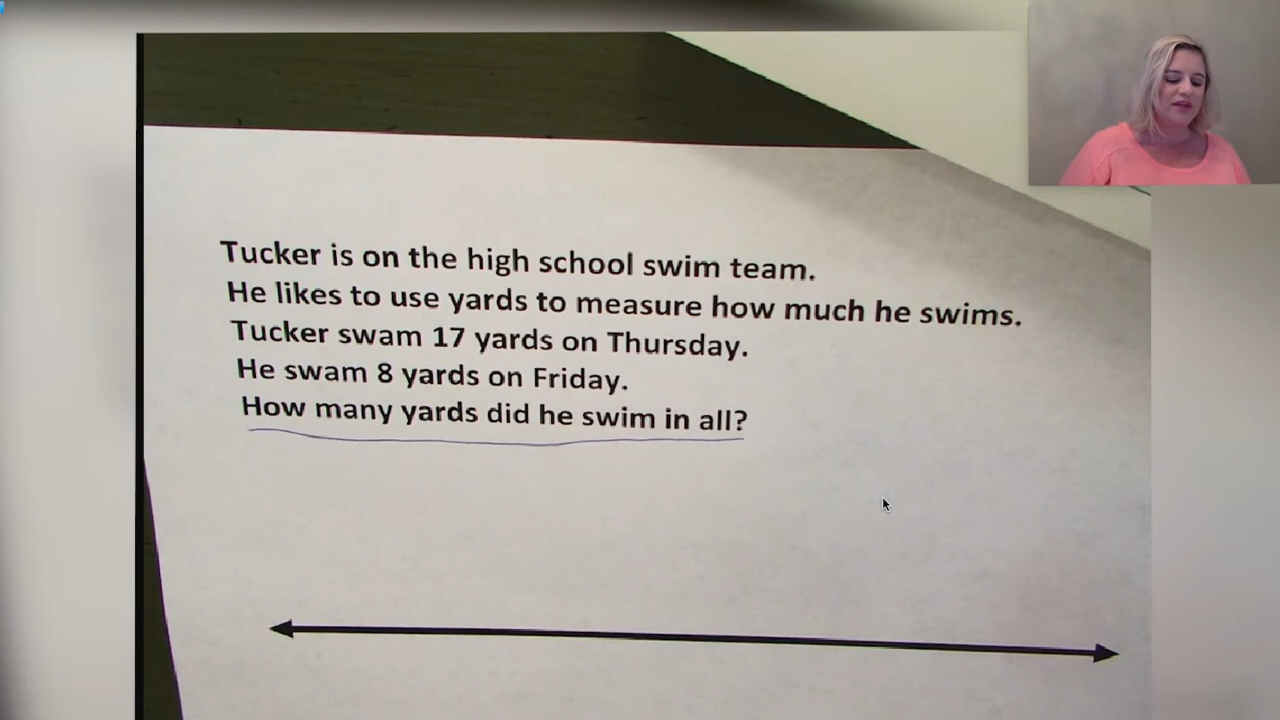 Tucker is on the high school swim team.
He likes to use yards to measure how much he swims.
Tucker swam 17 yards on Thursday.
He swam 8 yards on Friday.
How many yards did he swim in all?